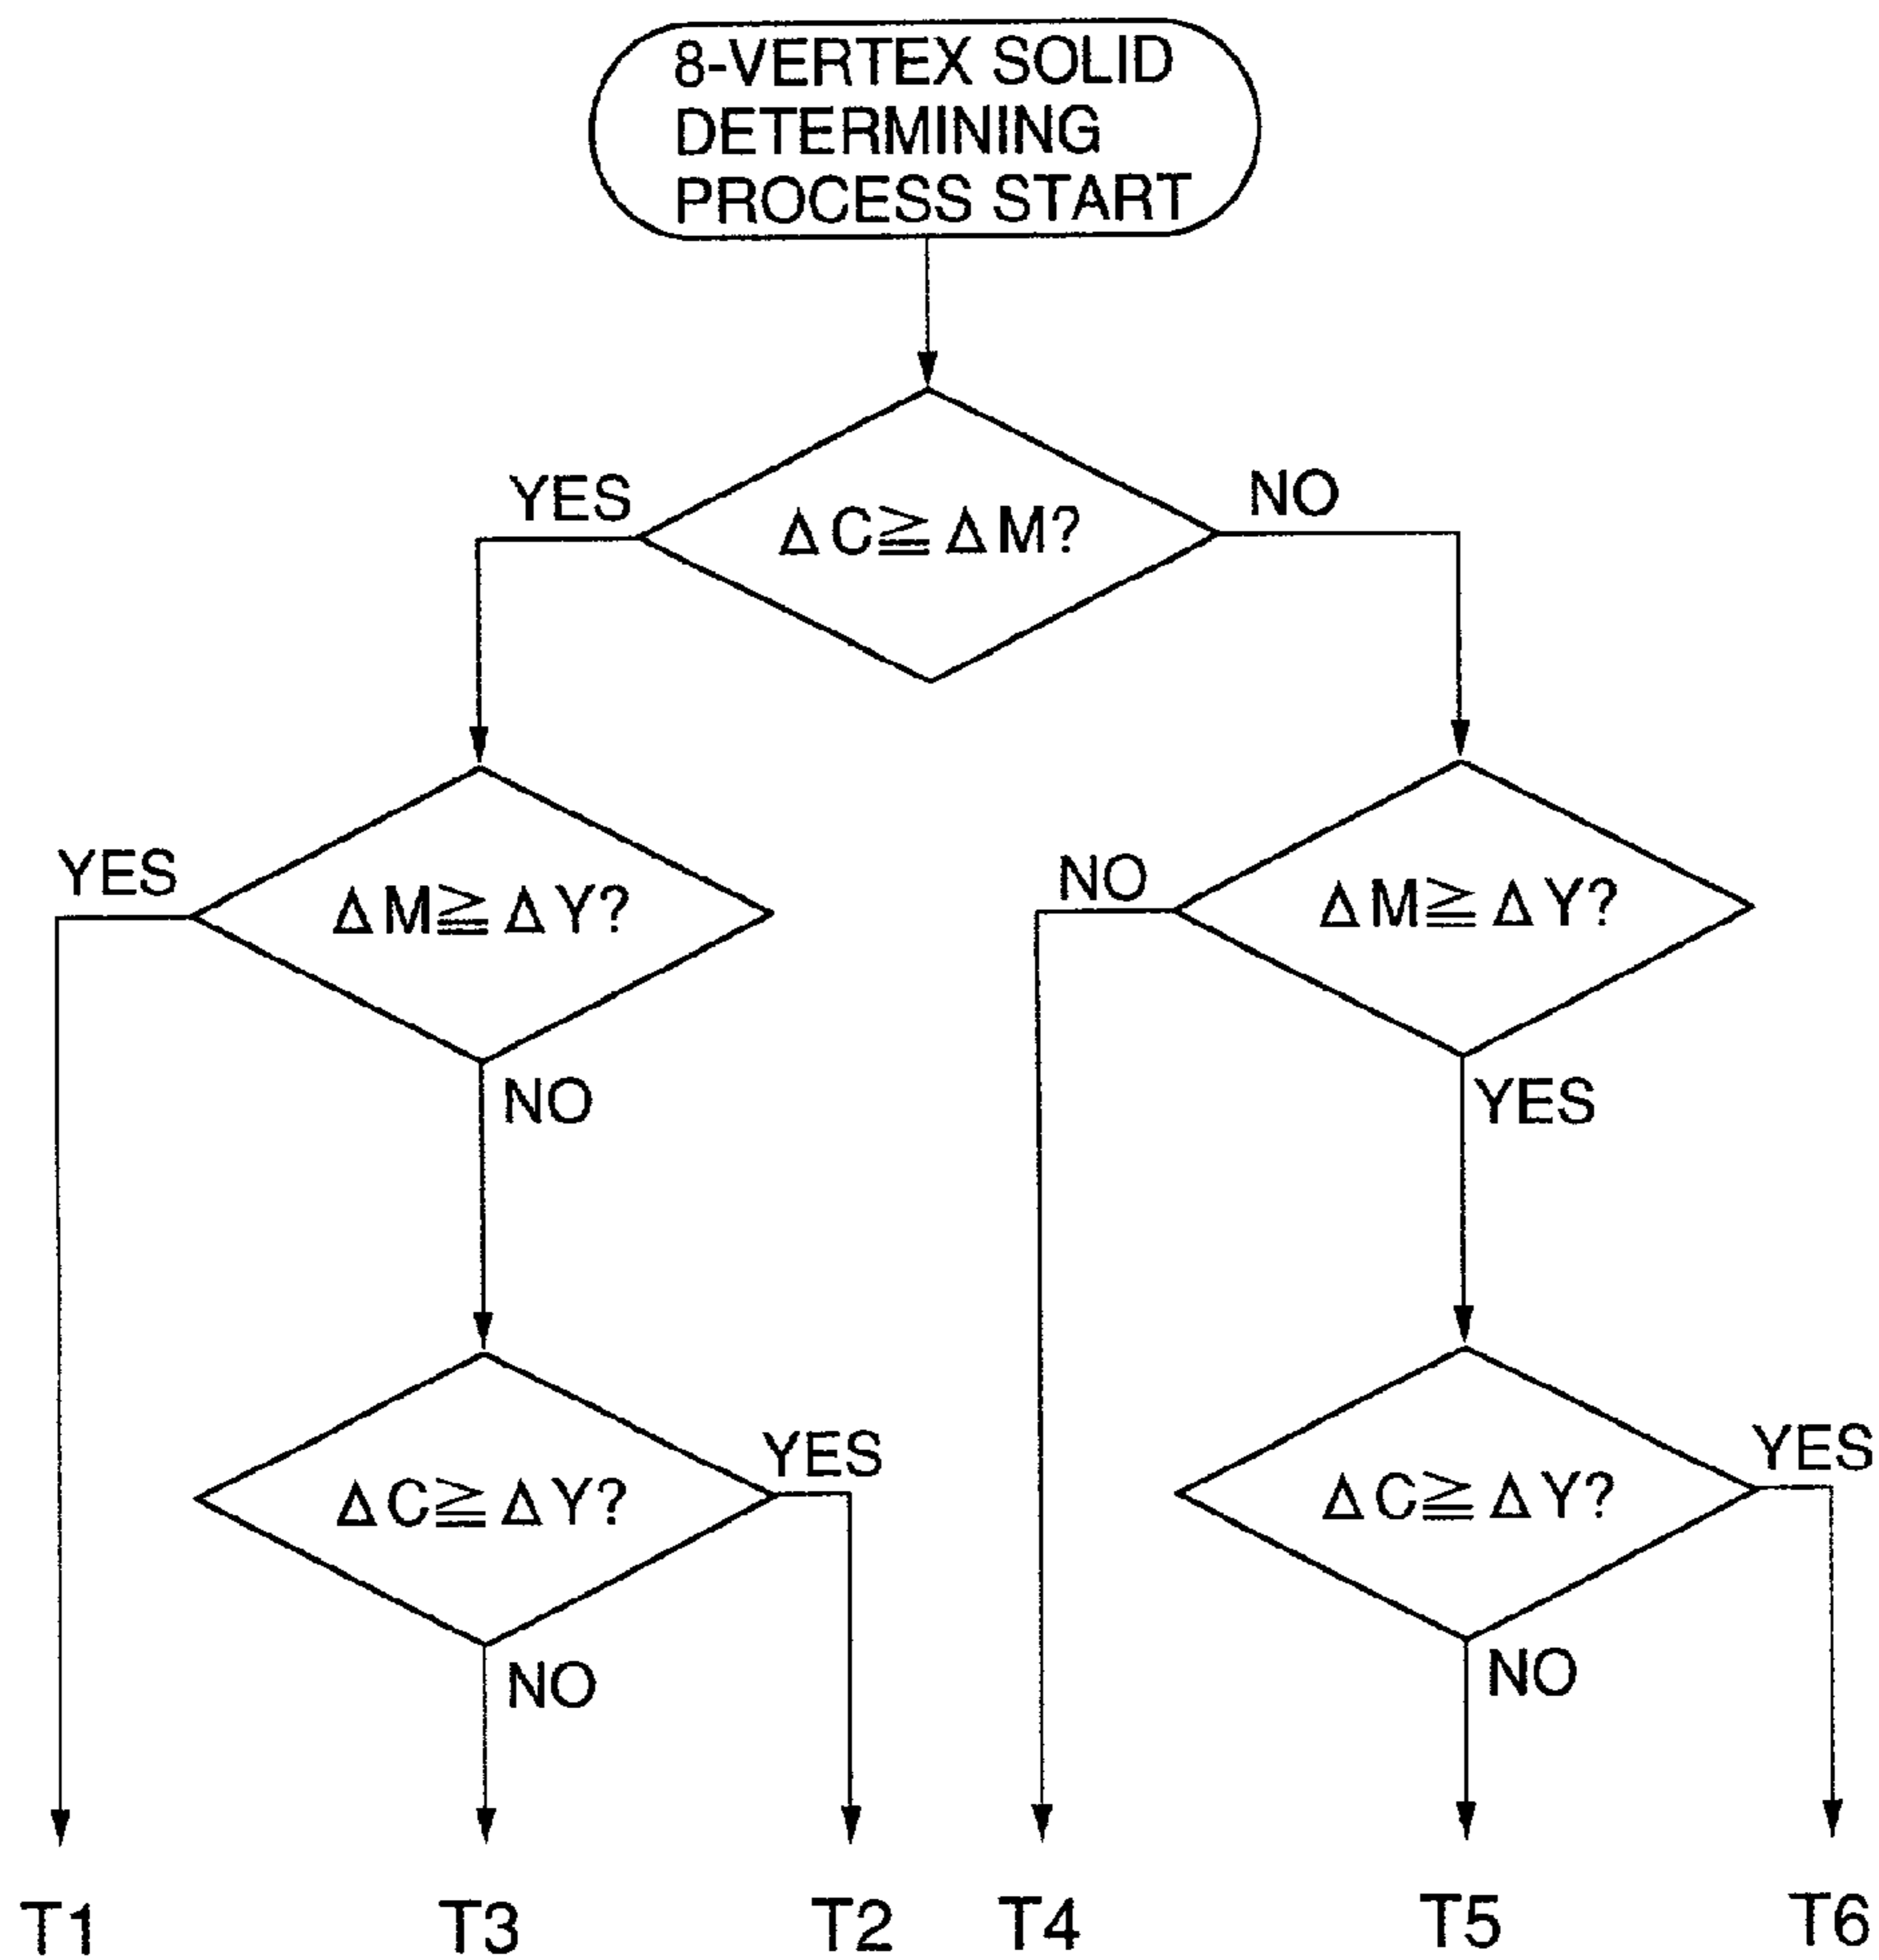 8-VERTEX SOLID
DETERMINING
PROCESS START
YES
NO
ΔC≧ΔM?
YES
NO
ΔM≧ΔY?
ΔM≧ΔY?
NO
YES
YES
YES
ΔC≧ΔY?
ΔC≧ΔY?
NO
NO
T1
T3
T2
T4
T5
T6